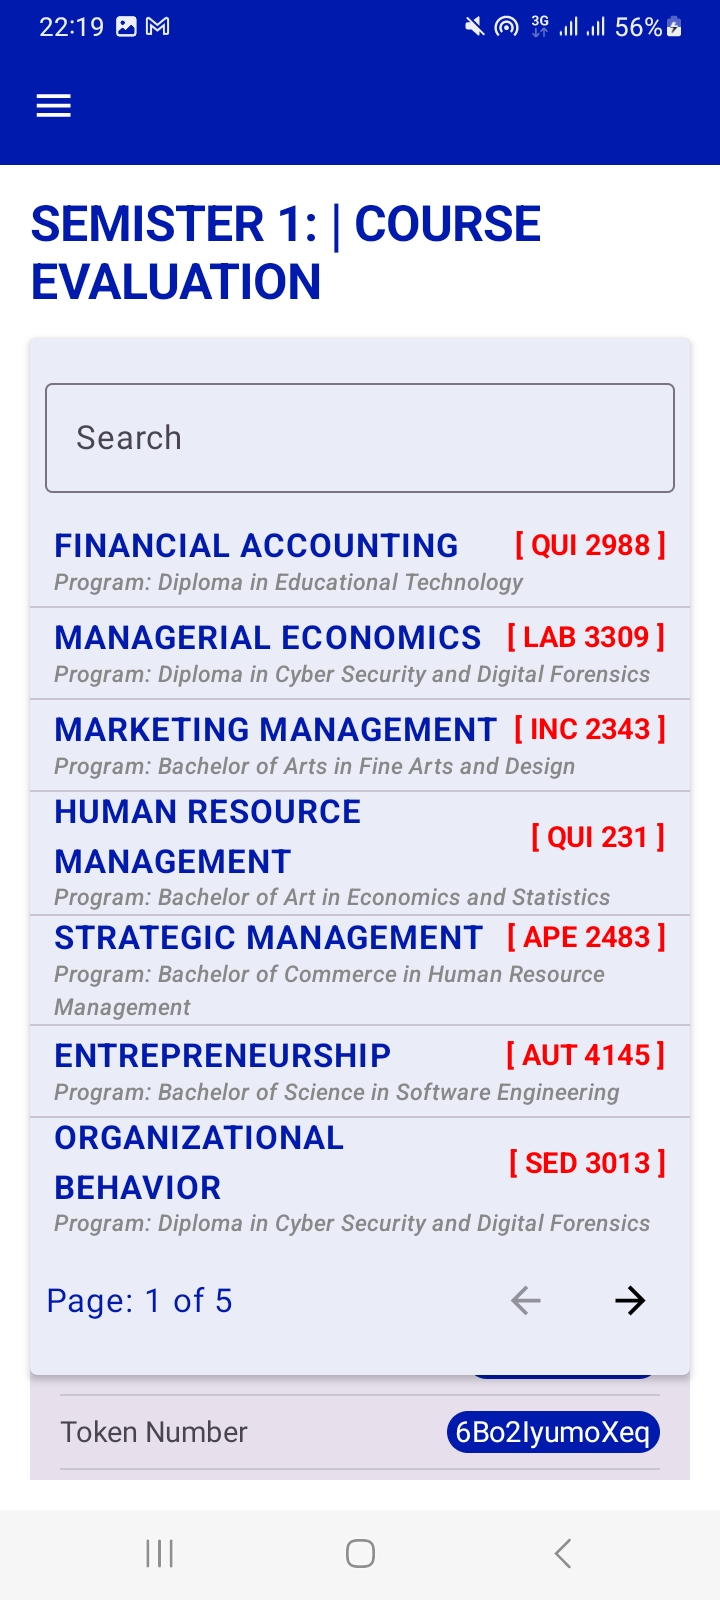 22:19 3G 56%
SEMISTER 1: | COURSE
EVALUATION
Search
FINANCIAL ACCOUNTING [ QUI 2988 ]
Program: Diploma in Educational Technology
MANAGERIAL ECONOMICS [ LAB 3309 ]
Program: Diploma in Cyber Security and Digital Forensics
MARKETING MANAGEMENT [ INC 2343 ]
Program: Bachelor of Arts in Fine Arts and Design
HUMAN RESOURCE
MANAGEMENT [ QUI 231 ]
Program: Bachelor of Art in Economics and Statistics
STRATEGIC MANAGEMENT [ APE 2483 ]
Program: Bachelor of Commerce in Human Resource
Management
ENTREPRENEURSHIP [ AUT 4145 ]
Program: Bachelor of Science in Software Engineering
ORGANIZATIONAL
BEHAVIOR [ SED 3013 ]
Program: Diploma in Cyber Security and Digital Forensics
Page: 1 of 5
Token Number 6Bo2IyumoXeq